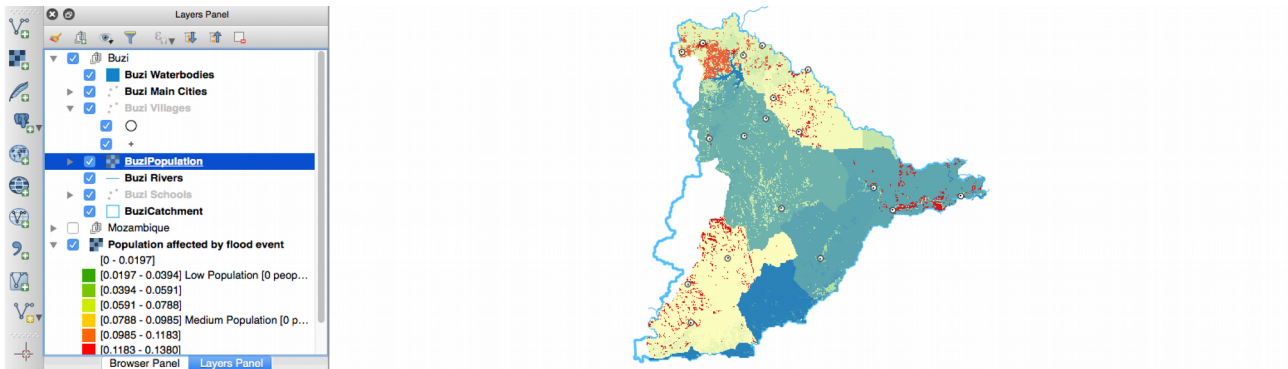 Layers Panel
Buzi
Buzi Waterbodies
Buzi Main Cities
Buzi Villages
BuziPopulation
Buzi Rivers
Buzi Schools
BuziCatchment
Mozambique
Population affected by flood event
[0 - 0.0197]
[0.0197 - 0.0394] Low Population [0 peop…
[0.0394 - 0.0591]
[0.0591 - 0.0788]
[0.0788 - 0.0985] Medium Population [0 p…
[0.0985 - 0.1183]
[0.1183 - 0.1380]
Browser Panel Layers Panel